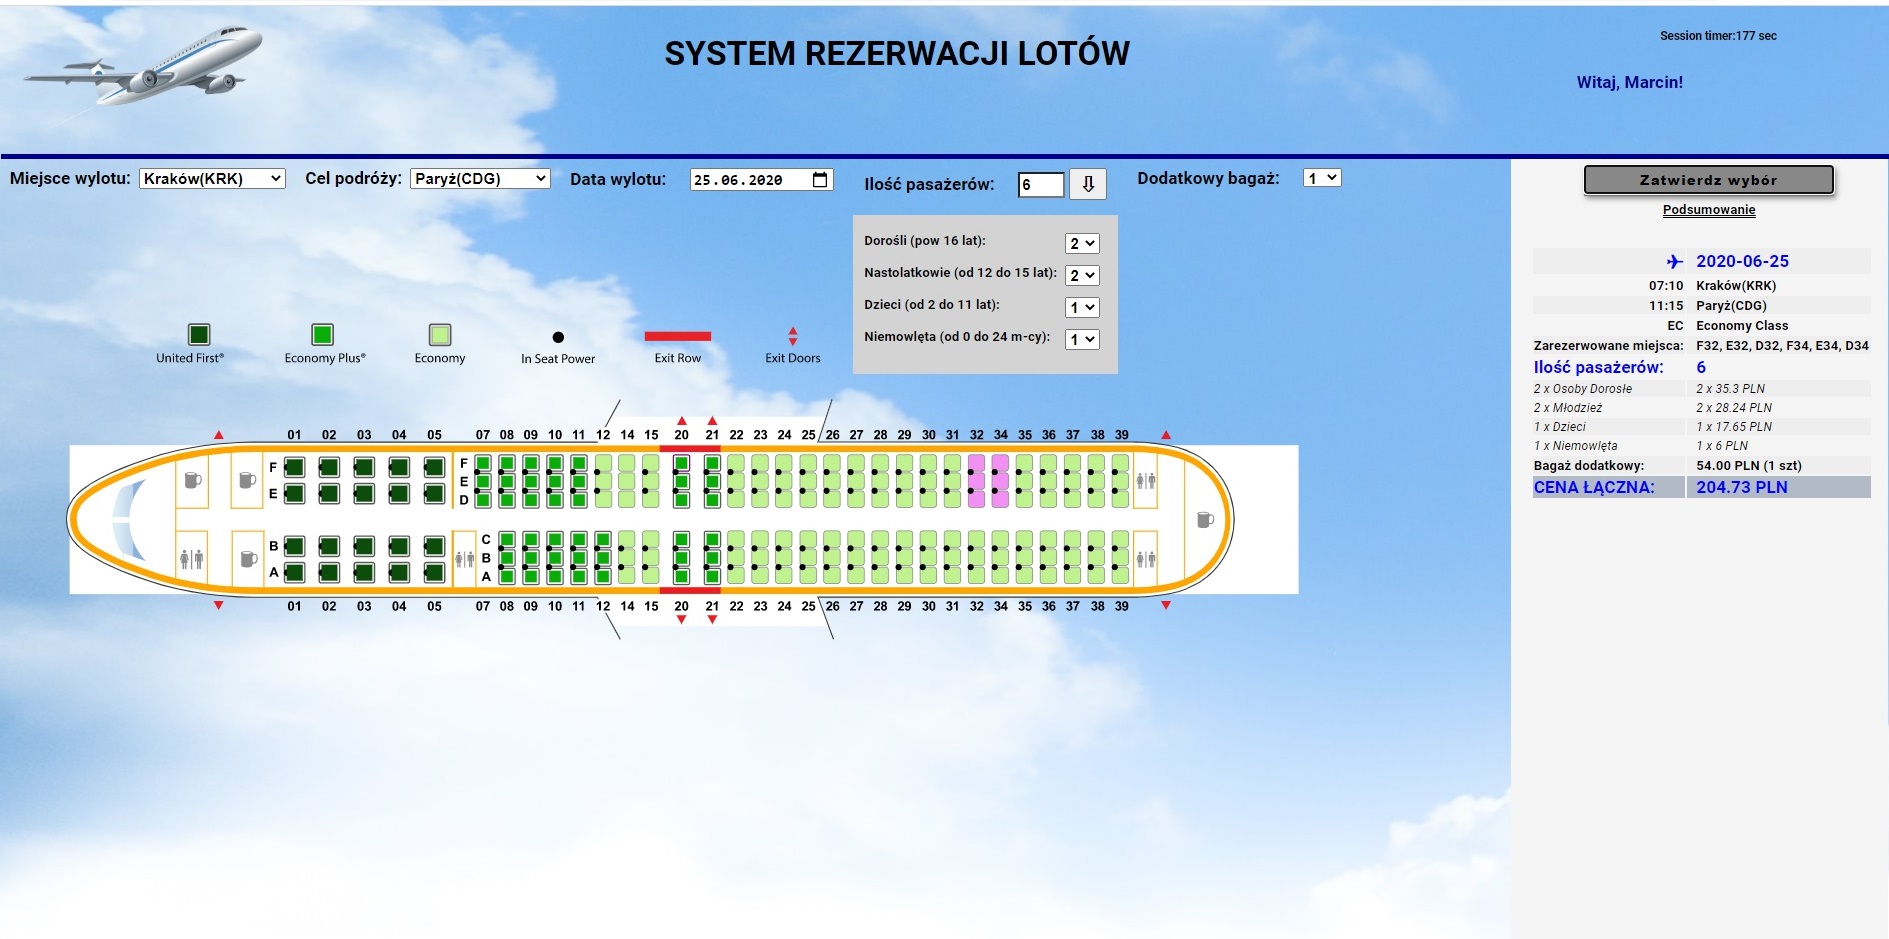 SYSTEM REZERWACJI LOTÓW
Session timer:177 sec
Witaj, Marcin!
Miejsce wylotu: Kraków(KRK) Cel podróży: Paryż(CDG) Data wylotu: 25.06.2020 Ilość pasażerów: 6 ⇩ Dodatkowy bagaż: 1
Dorośli (pow 16 lat): 2
Nastolatkowie (od 12 do 15 lat): 2
Dzieci (od 2 do 11 lat): 1
Niemowlęta (od 0 do 24 m-cy): 1
United First® Economy Plus® Economy In Seat Power Exit Row Exit Doors
01 02 03 04 05 07 08 09 10 11 12 14 15 20 21 22 23 24 25 26 27 28 29 30 31 32 34 35 36 37 38 39
F F
E E
D
C
B B
A A
01 02 03 04 05 07 08 09 10 11 12 14 15 20 21 22 23 24 25 26 27 28 29 30 31 32 34 35 36 37 38 39
Zatwierdz wybór
Podsumowanie
✈ 2020-06-25
07:10 Kraków(KRK)
11:15 Paryż(CDG)
EC Economy Class
Zarezerwowane miejsca: F32, E32, D32, F34, E34, D34
Ilość pasażerów: 6
2 x Osoby Dorosłe 2 x 35.3 PLN
2 x Młodzież 2 x 28.24 PLN
1 x Dzieci 1 x 17.65 PLN
1 x Niemowlęta 1 x 6 PLN
Bagaż dodatkowy: 54.00 PLN (1 szt)
CENA ŁĄCZNA: 204.73 PLN